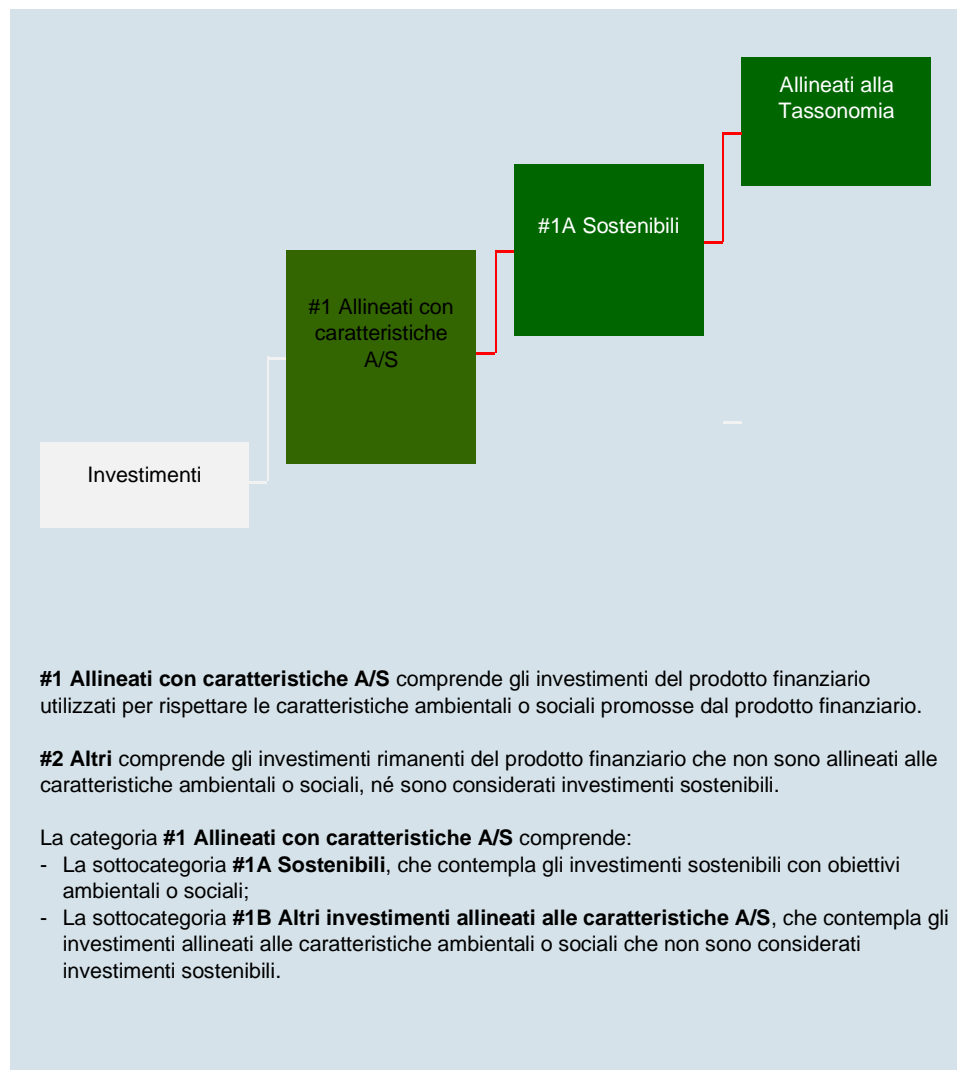 Allineati alla
Tassonomia
#1A Sostenibili
#1 Allineati con
caratteristiche
A/S
Investimenti
#1 Allineati con caratteristiche A/S comprende gli investimenti del prodotto finanziario
utilizzati per rispettare le caratteristiche ambientali o sociali promosse dal prodotto finanziario.
#2 Altri comprende gli investimenti rimanenti del prodotto finanziario che non sono allineati alle
caratteristiche ambientali o sociali, né sono considerati investimenti sostenibili.
La categoria #1 Allineati con caratteristiche A/S comprende:
- La sottocategoria #1A Sostenibili, che contempla gli investimenti sostenibili con obiettivi
ambientali o sociali;
- La sottocategoria #1B Altri investimenti allineati alle caratteristiche A/S, che contempla gli
investimenti allineati alle caratteristiche ambientali o sociali che non sono considerati
investimenti sostenibili.